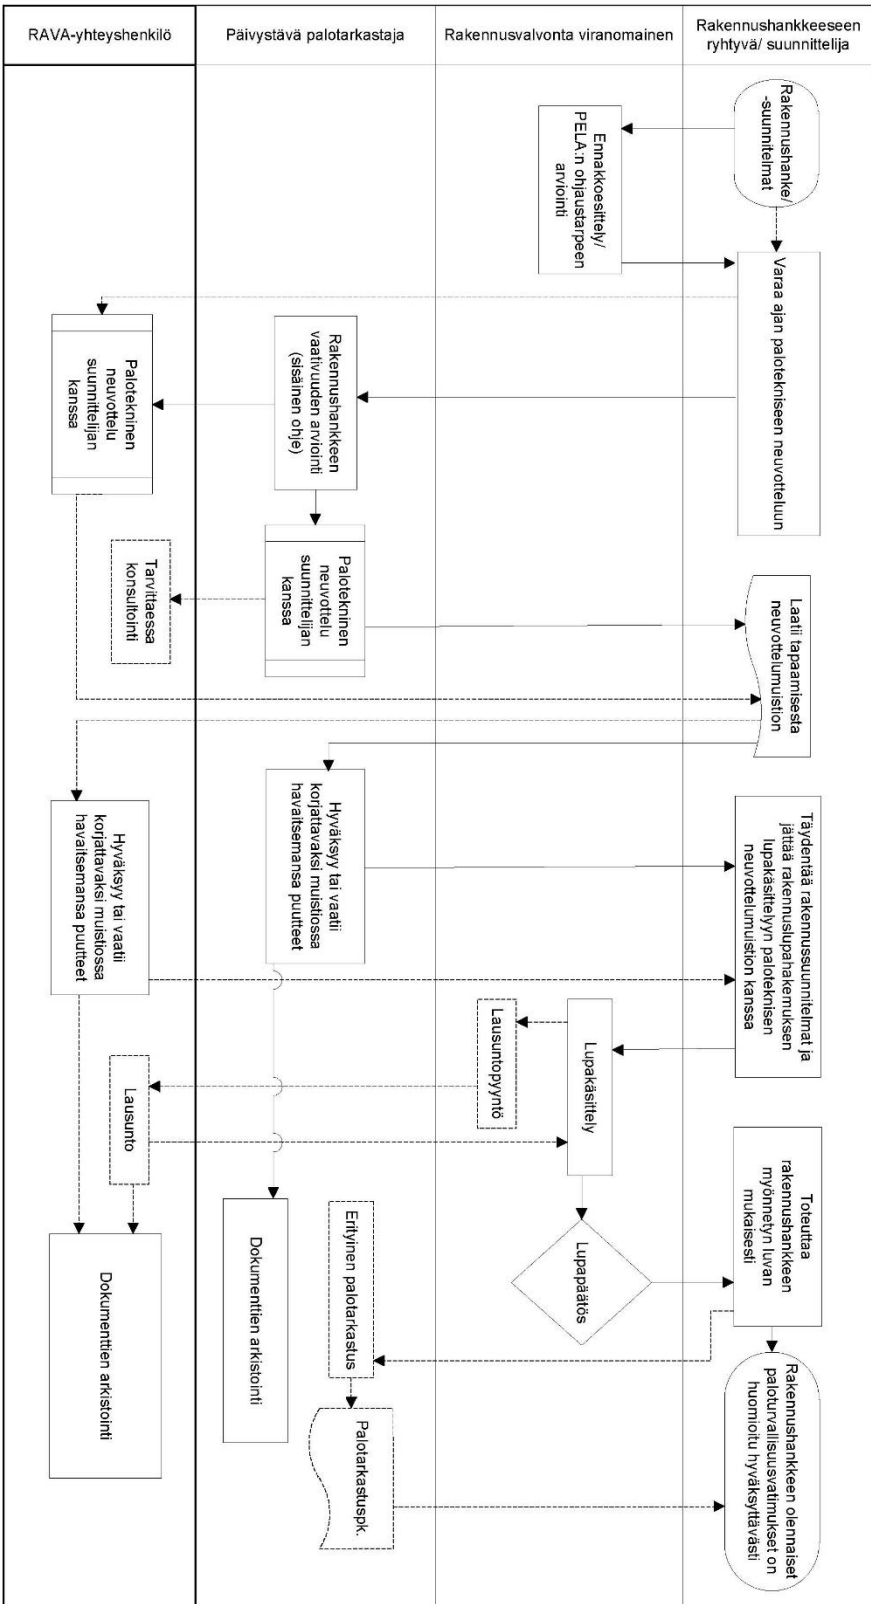 RAVA-yhteyshenkilö
Päivystävä palotarkastaja
Rakennusvalvonta viranomainen
Rakennushankkeeseen
ryhtyvä/ suunnittelija
Rakennushanke/
-suunnitelmat
Ennakkoesittely/
PELA:n ohjaustarpeen
arviointi
Varaa ajan palotekniseen neuvotteluun
Rakennushankkeen
vaativuuden arviointi
(sisäinen ohje)
Palotekninen
neuvottelu
suunnittelijan
kanssa
Palotekninen
neuvottelu
suunnittelijan
kanssa
Tarvittaessa
konsultointi
Laatii tapaamisesta
neuvottelumuistion
Hyväksyy tai vaatii
korjattavaksi muistiossa
havaitsemansa puutteet
Hyväksyy tai vaatii
korjattavaksi muistiossa
havaitsemansa puutteet
Täydentää rakennussuunnitelmat ja
jättää rakennuslupahakemuksen
lupakäsittelyyn paloteknisen
neuvottelumuistion kanssa
Lupakäsittely
Lausuntopyyntö
Lausunto
Lupapäätös
Toteuttaa
rakennushankkeen
myönnetyn luvan
mukaisesti
Erityinen palotarkastus
Dokumenttien arkistointi
Dokumenttien arkistointi
Palotarkastuspk.
Rakennushankkeen olennaiset
paloturvallisuusvatimukset on
huomioitu hyväksyttävästi